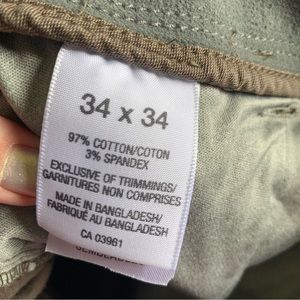 34 x 34
97% COTTON/COTON
3% SPANDEX
EXCLUSIVE OF TRIMMINGS/
GARNITURES NON COMPRISES
MADE IN BANGLADESH/
FABRIQUÉ AU BANGLADESH
CA 03961